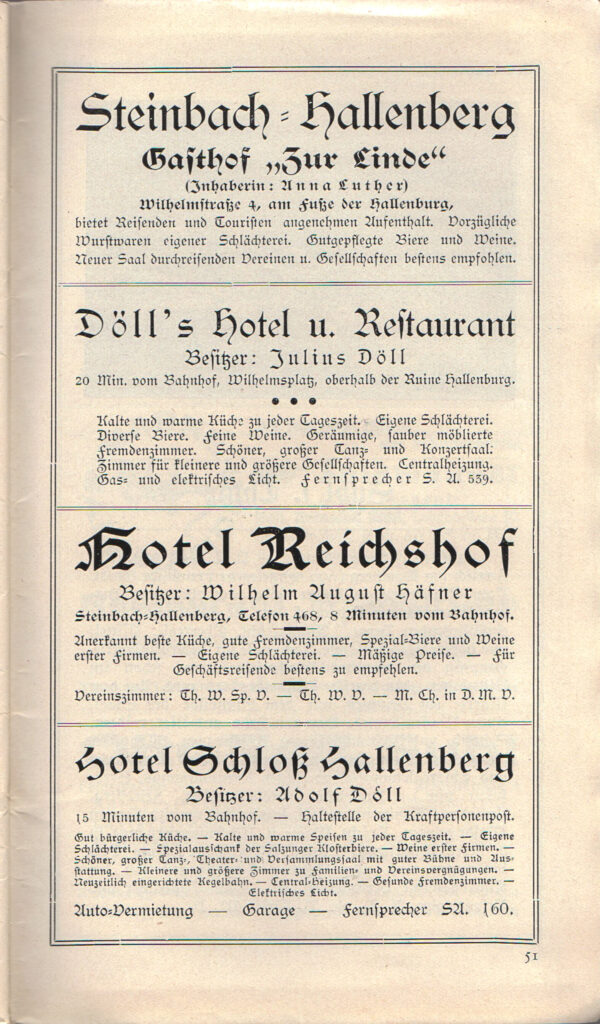 Steinbach-Hallenberg
Gasthof „Zur Linde“
(Inhaberin: Anna Luther)
Wilhelmstraße 4, am Fuße der Hallenburg,
bietet Reisenden und Touristen angenehmen Aufenthalt. Vorzügliche
Wurstwaren eigener Schlächterei. Gutgepflegte Biere und Weine.
Neuer Saal durchreisenden Vereinen u. Gesellschaften bestens empfohlen.
Döll's Hotel u. Restaurant
Besitzer: Julius Döll
20 Min. vom Bahnhof, Wilhelmsplatz, oberhalb der Ruine Hallenburg.
Kalte und warme Küche zu jeder Tageszeit. Eigene Schlächterei.
Diverse Biere. Feine Weine. Geräumige, sauber möblierte
Fremdenzimmer. Schöner, großer Tanz- und Konzertsaal.
Zimmer für kleinere und größere Gesellschaften. Centralheizung.
Gas- und elektrisches Licht. Fernsprecher S. A. 539.
Hotel Reichshof
Besitzer: Wilhelm August Häfner
Steinbach-Hallenberg, Telefon 468, 8 Minuten vom Bahnhof.
Anerkannt beste Küche, gute Fremdenzimmer, Spezial-Biere und Weine
erster Firmen. — Eigene Schlächterei. — Mäßige Preise. — Für
Geschäftsreisende bestens zu empfehlen.
Vereinszimmer: Th. W. Sp. V. — Th. W. V. — M. Ch. in D. M. V.
Hotel Schloß Hallenberg
Besitzer: Adolf Döll
15 Minuten vom Bahnhof. — Haltestelle der Kraftpersonenpost.
Gut bürgerliche Küche. — Kalte und warme Speisen zu jeder Tageszeit. — Eigene
Schlächterei. — Spezialausschank der Salzunger Klosterbiere. — Weine erster Firmen. —
Schöner, großer Tanz-, Theater- und Versammlungssaal mit guter Bühne und Aus-
stattung. — Kleinere und größere Zimmer zu Familien- und Vereinsvergnügungen. —
Neuzeitlich eingerichtete Kegelbahn. — Central-Heizung. — Gesunde Fremdenzimmer. —
Elektrisches Licht.
Auto-Vermietung — Garage — Fernsprecher SA. 160.
51